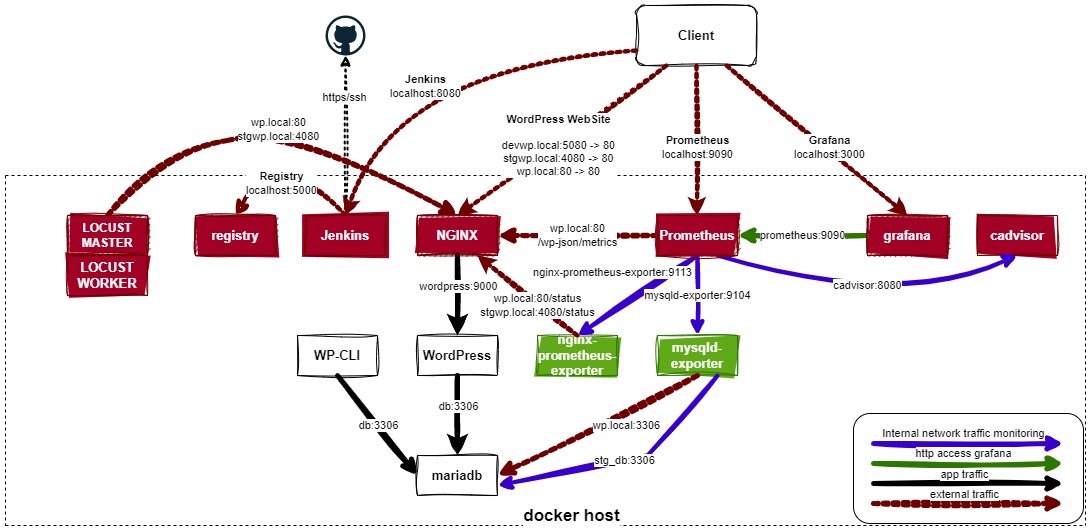 Client
Jenkins
localhost:8080
https/ssh
WordPress WebSite
devwp.local:5080 -> 80
stgwp.local:4080 -> 80
wp.local:80 -> 80
Prometheus
localhost:9090
Grafana
localhost:3000
wp.local:80
stgwp.local:4080
Registry
localhost:5000
LOCUST
MASTER
LOCUST
WORKER
registry
Jenkins
NGINX
wp.local:80
/wp-json/metrics
Prometheus
prometheus:9090
grafana
cadvisor
wordpress:9000
nginx-prometheus-exporter:9113
mysqld-exporter:9104
cadvisor:8080
wp.local:80/status
stgwp.local:4080/status
WP-CLI
WordPress
nginx-
prometheus-
exporter
mysqld-
exporter
db:3306
db:3306
wp.local:3306
stg_db:3306
mariadb
Internal network traffic monitoring
http access grafana
app traffic
external traffic
docker host